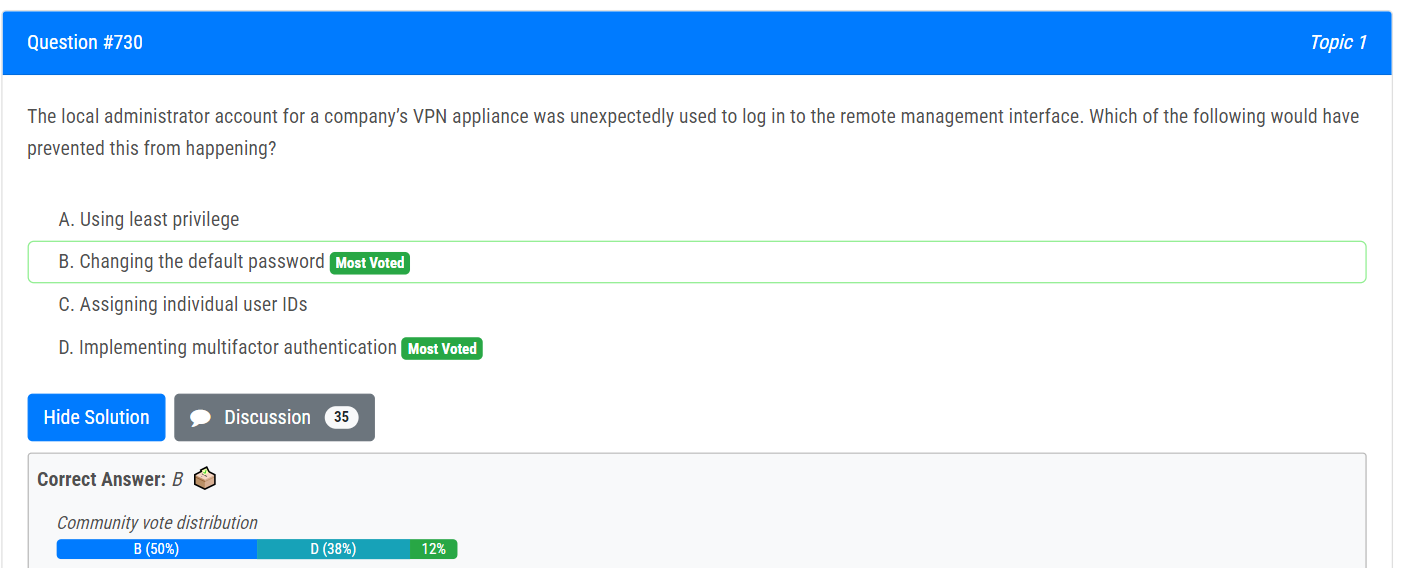 Question #730
Topic 1
The local administrator account for a company’s VPN appliance was unexpectedly used to log in to the remote management interface. Which of the following would have
prevented this from happening?
A. Using least privilege
B. Changing the default password Most Voted
C. Assigning individual user IDs
D. Implementing multifactor authentication Most Voted
Hide Solution
Discussion 35
Correct Answer: B
Community vote distribution
B (50%) D (38%) 12%